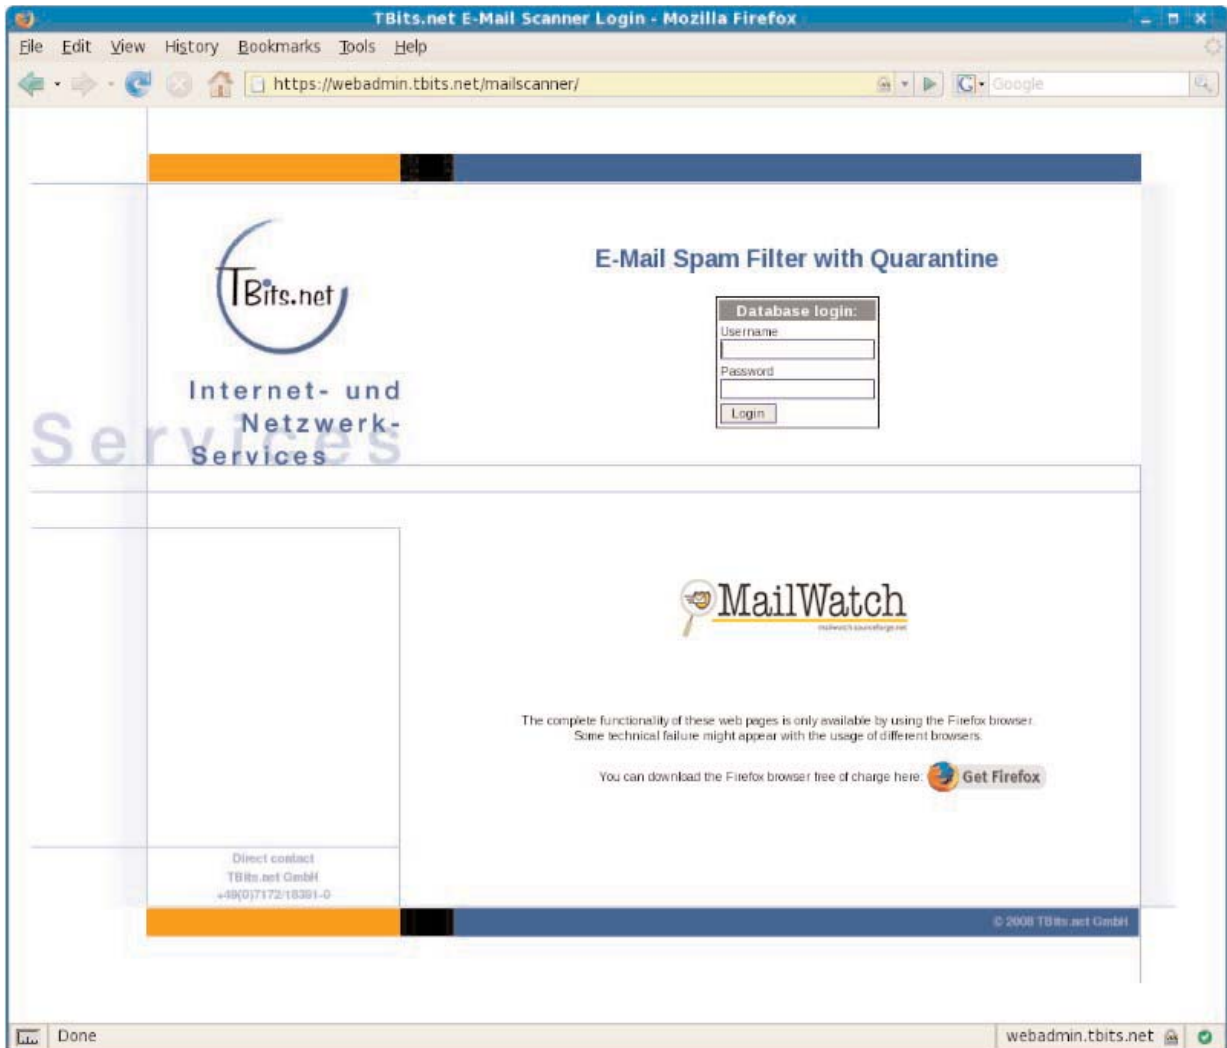 TBits.net E-Mail Scanner Login - Mozilla Firefox
File Edit View History Bookmarks Tools Help
https://webadmin.tbits.net/mailscanner/
Google
TBits.net
Internet- und
Netzwerk-
Services
Services
E-Mail Spam Filter with Quarantine
Database login:
Username
Password
Login
MailWatch
mailwatch.sourceforge.net
The complete functionality of these web pages is only available by using the Firefox browser.
Some technical failure might appear with the usage of different browsers.
You can download the Firefox browser free of charge here: Get Firefox
Direct contact
TBits.net GmbH
+49(0)7172/18391-0
© 2008 TBits.net GmbH
Done
webadmin.tbits.net